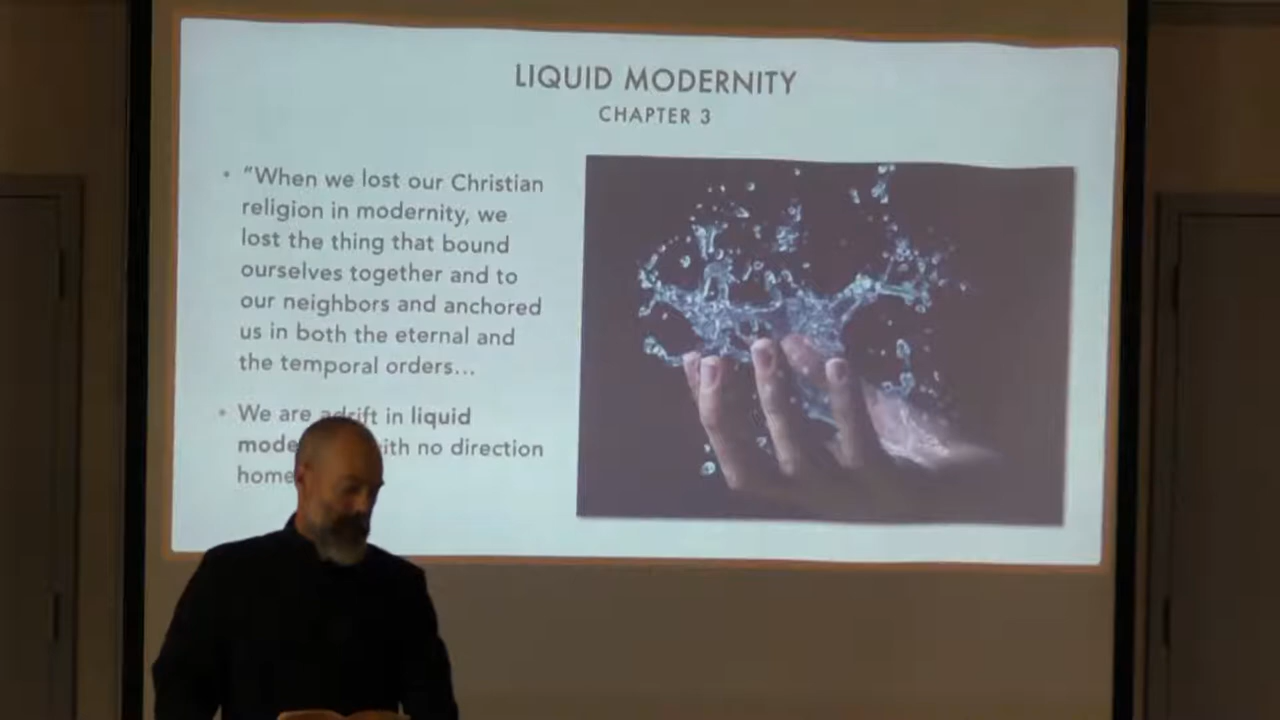 LIQUID MODERNITY
CHAPTER 3
• “When we lost our Christian
religion in modernity, we
lost the thing that bound
ourselves together and to
our neighbors and anchored
us in both the eternal and
the temporal orders…
• We are adrift in liquid
mode ith no direction
home